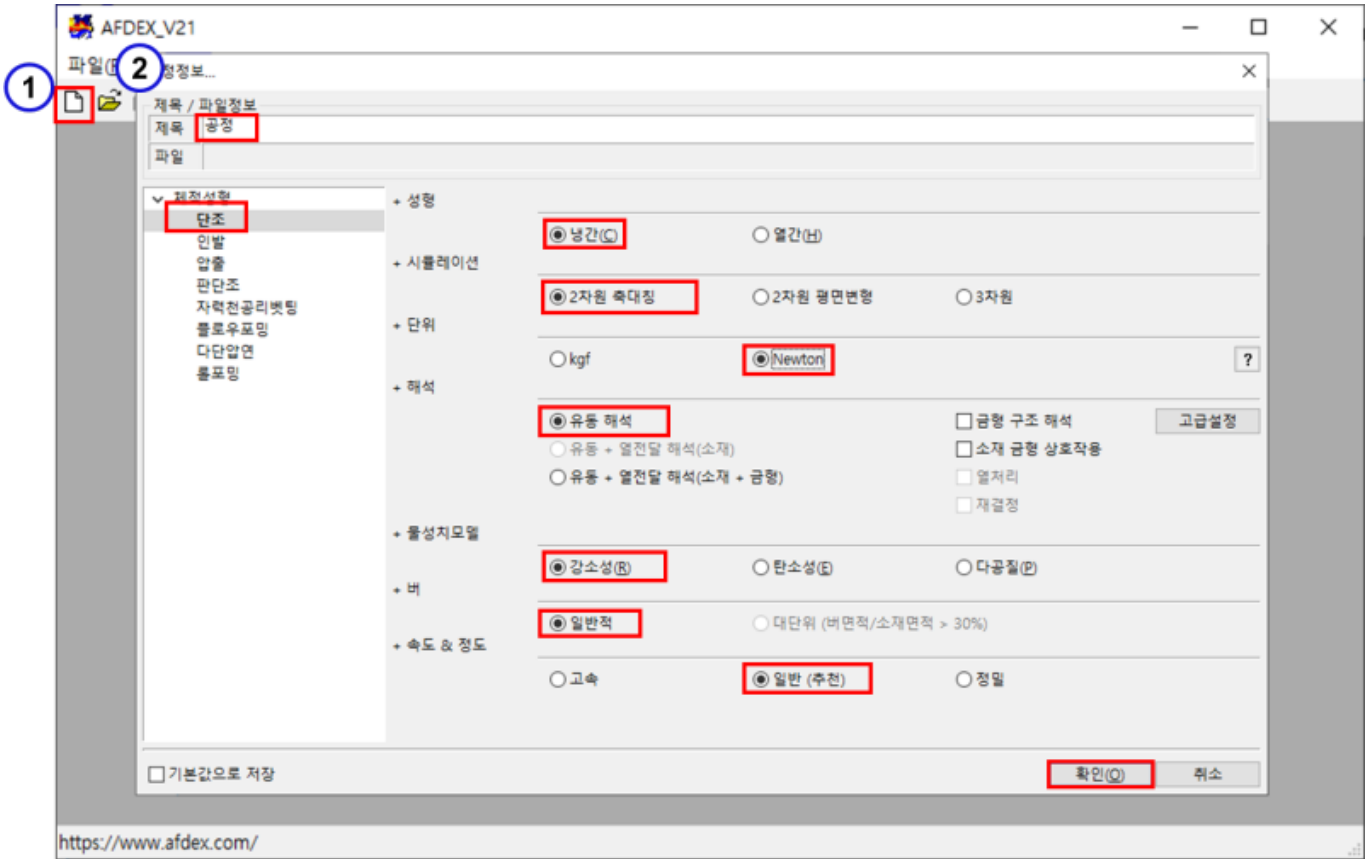 AFDEX_V21
파일(
1
2
정정보...
제목 / 파일정보
제목 공정
파일
체적성형
단조
인발
압출
판단조
자력천공리벳팅
플로우포밍
다단압연
롤포밍
+ 성형
냉간(C) 열간(H)
+ 시뮬레이션
2차원 축대칭 2차원 평면변형 3차원
+ 단위
kgf Newton ?
+ 해석
유동 해석 금형 구조 해석 고급설정
유동 + 열전달 해석(소재) 소재 금형 상호작용
유동 + 열전달 해석(소재 + 금형) 열처리
재결정
+ 물성치모델
강소성(R) 탄소성(E) 다공질(P)
+ 버
일반적 대단위 (버면적/소재면적 > 30%)
+ 속도 & 정도
고속 일반 (추천) 정밀
기본값으로 저장 확인(O) 취소
https://www.afdex.com/